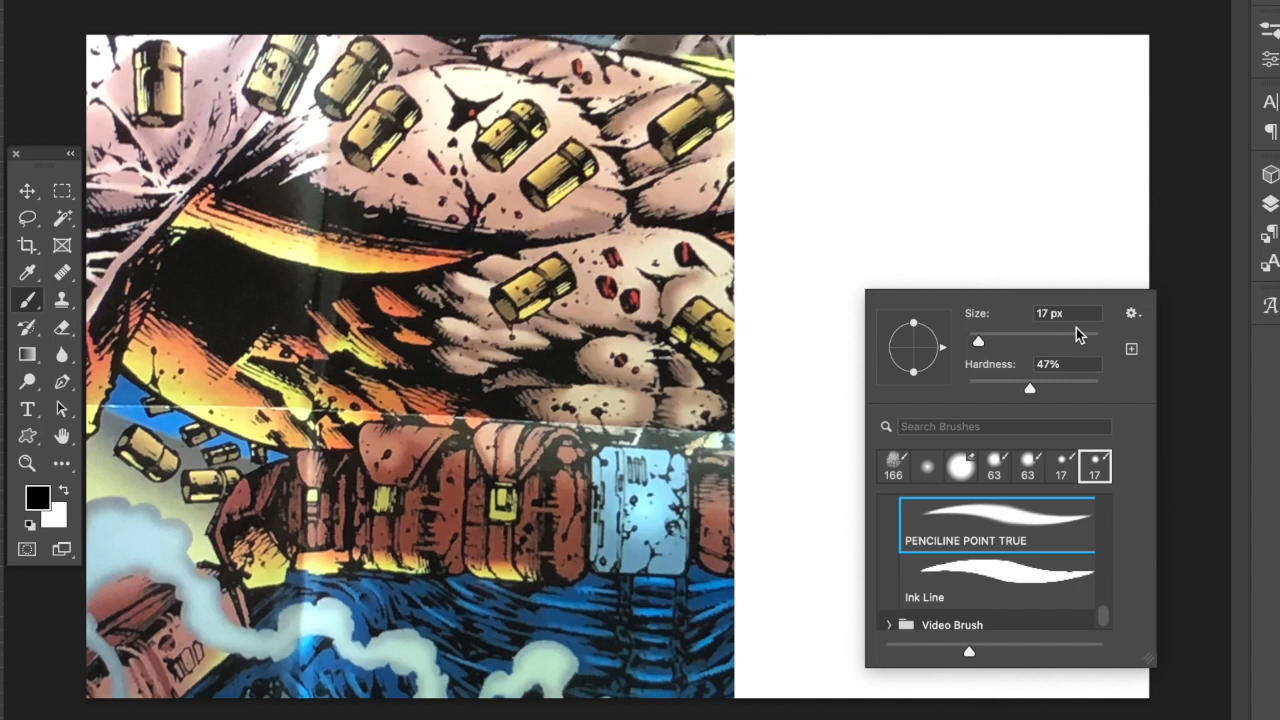 Size:
17 px
Hardness:
47%
Search Brushes
166
63
63
17
17
PENCILINE POINT TRUE
Ink Line
Video Brush